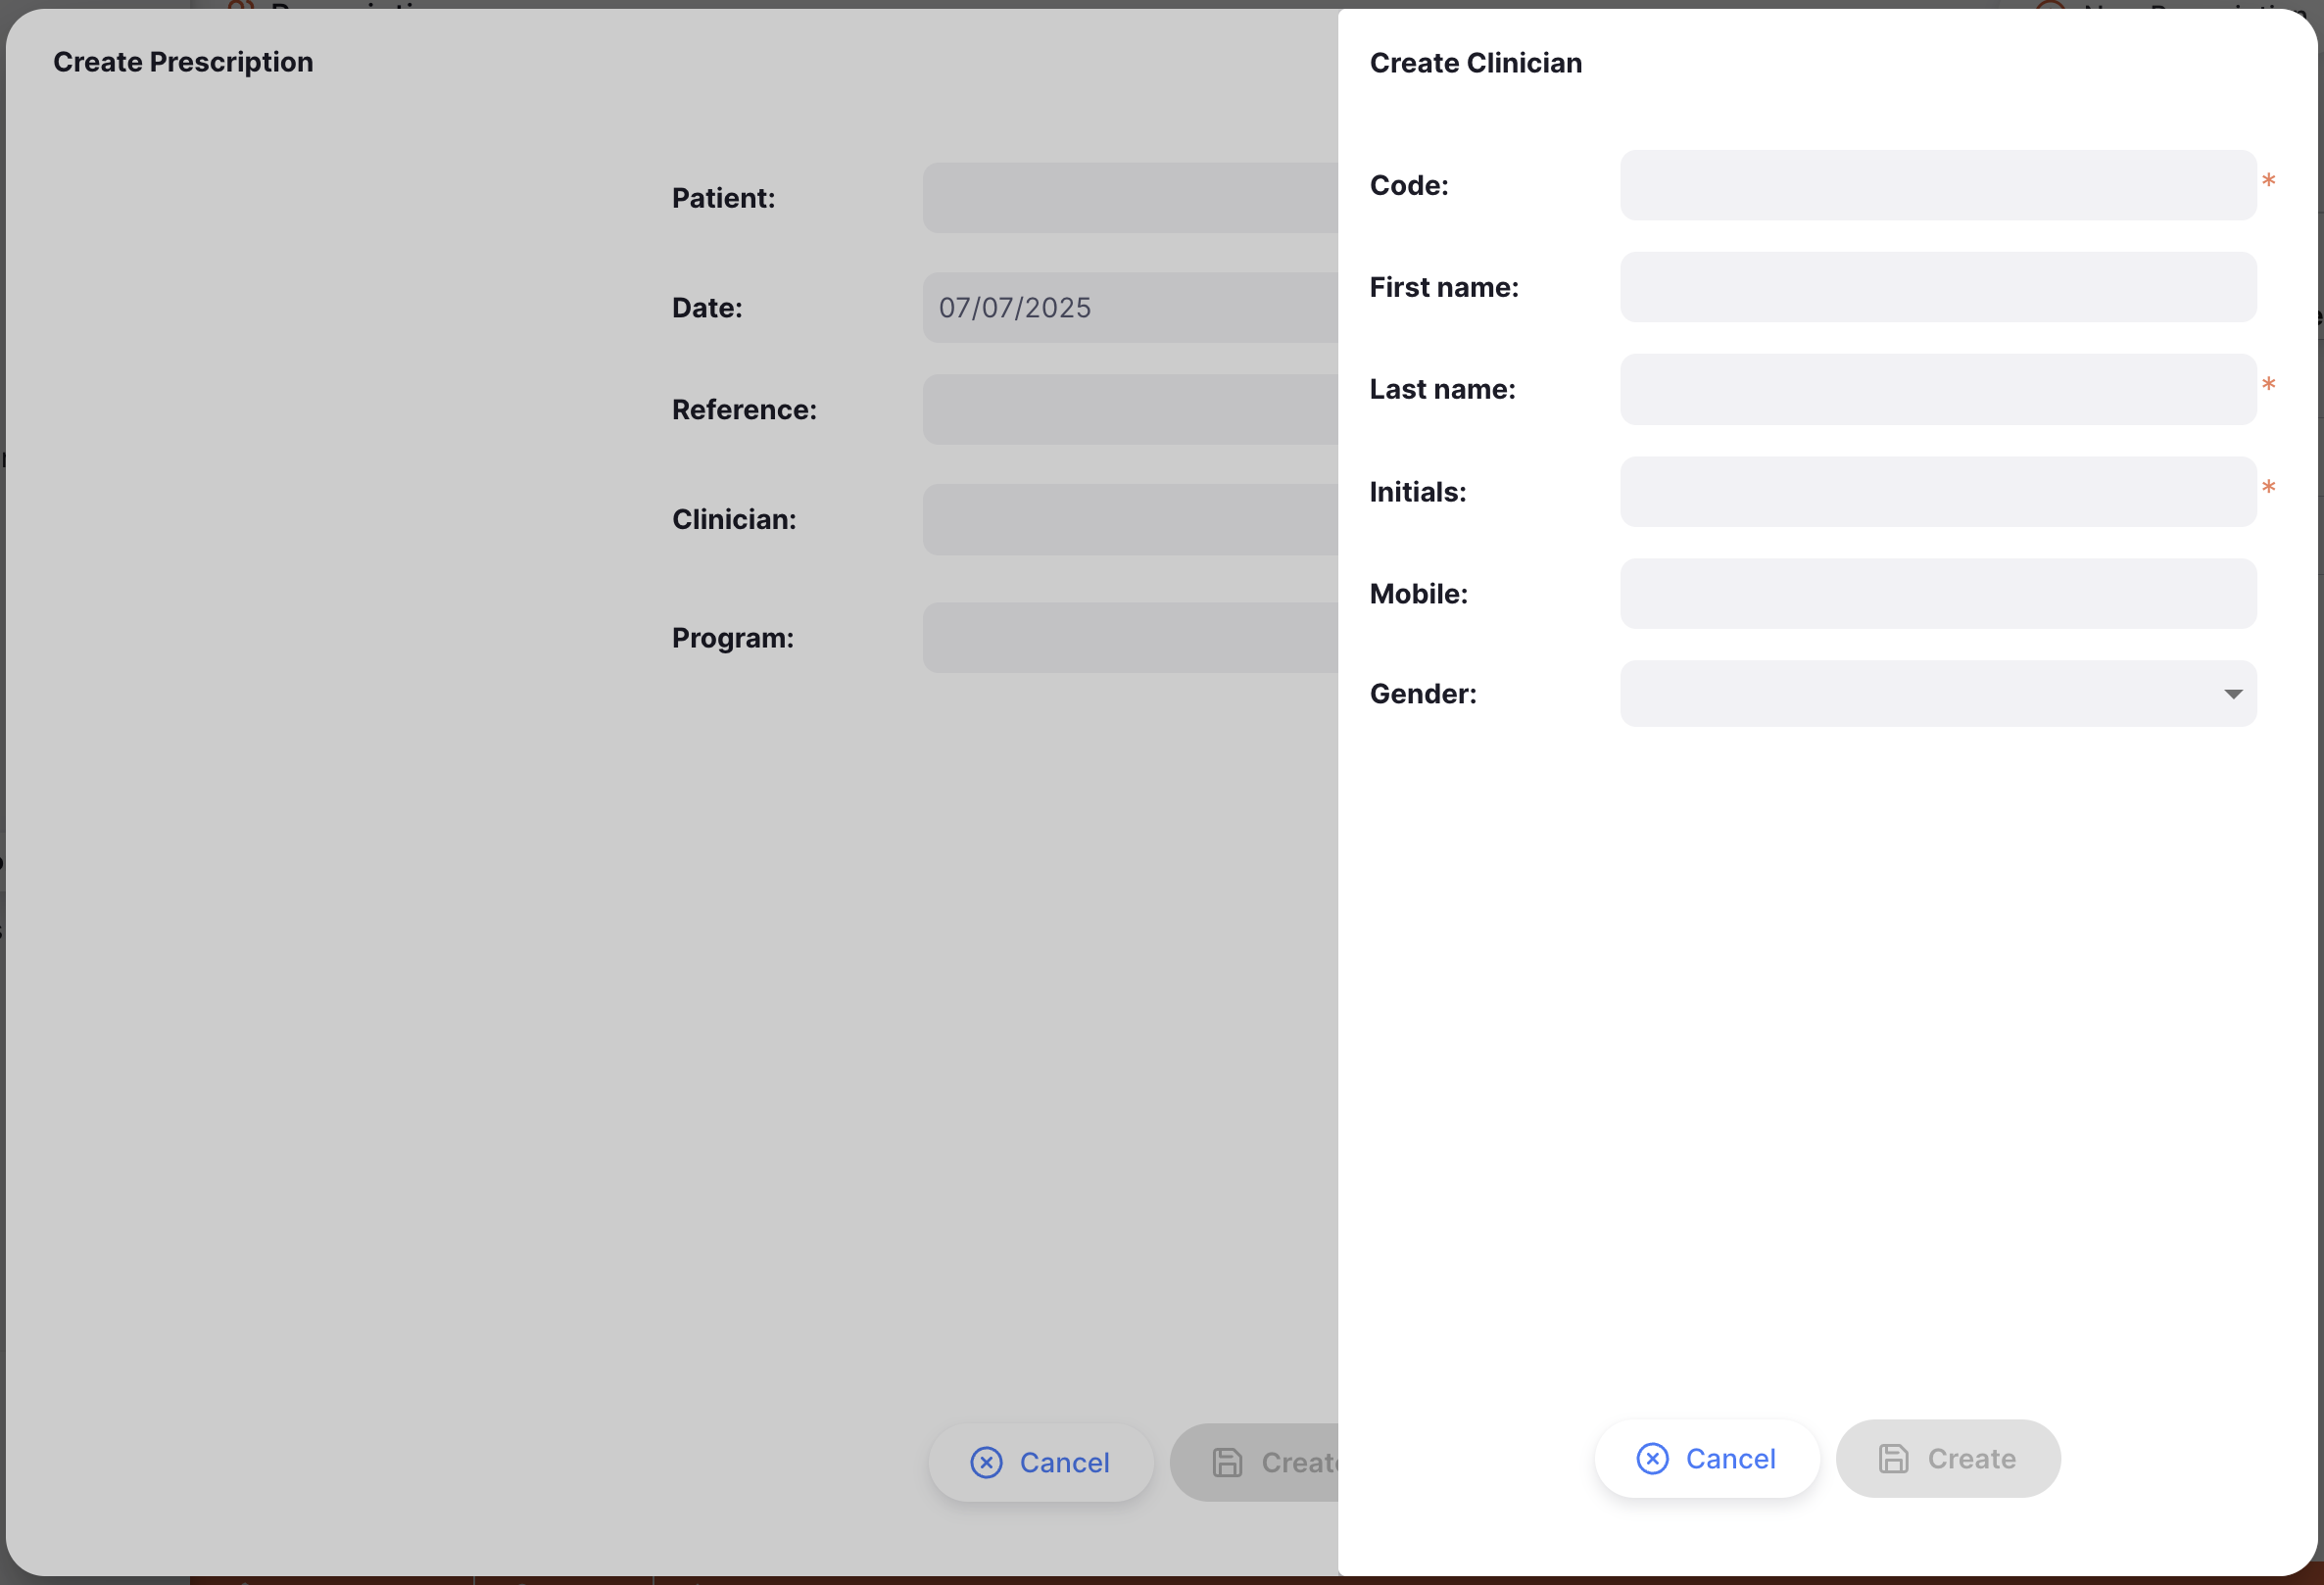 Create Prescription
Patient:
Date: 07/07/2025
Reference:
Clinician:
Program:
Cancel
Create Clinician
Code: *
First name:
Last name: *
Initials: *
Mobile:
Gender:
Cancel Create